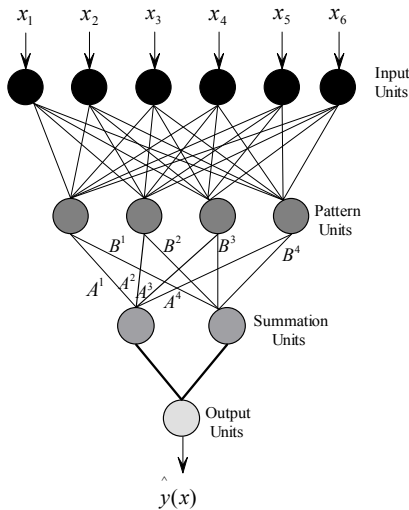 x₁ x₂ x₃ x₄ x₅ x₆
Input
Units
Pattern
Units
B¹ B² B³ B⁴
A¹ A² A³ A⁴
Summation
Units
Output
Units
ŷ(x)